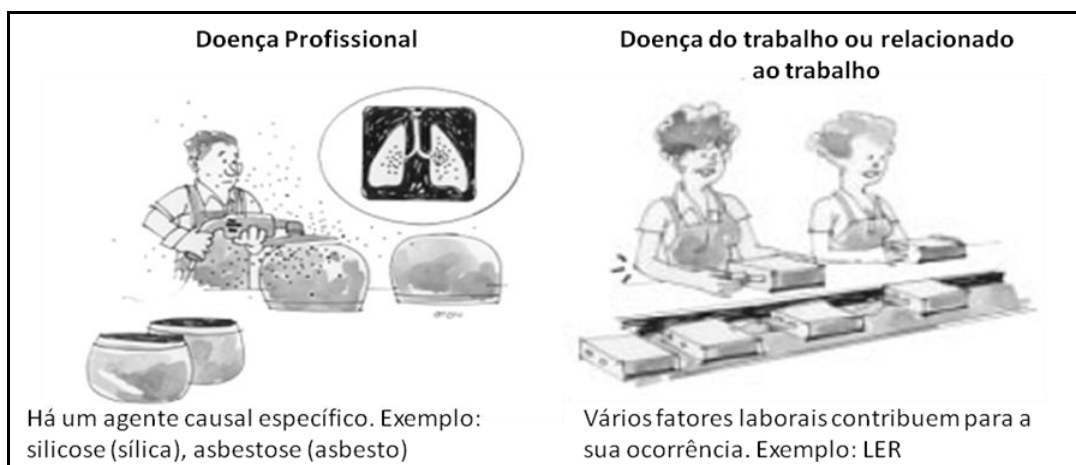 Doença Profissional
Há um agente causal específico. Exemplo:
silicose (sílica), asbestose (asbesto)
Doença do trabalho ou relacionado
ao trabalho
Vários fatores laborais contribuem para a
sua ocorrência. Exemplo: LER